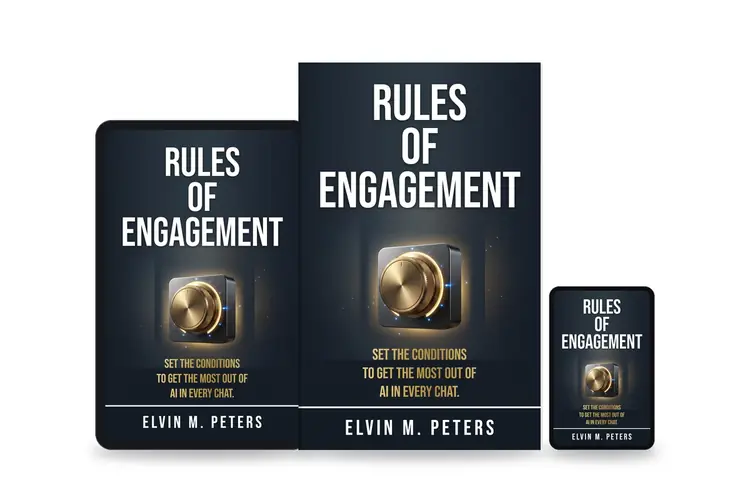 RULES
OF
ENGAGEMENT
SET THE CONDITIONS
TO GET THE MOST OUT OF
AI IN EVERY CHAT.
ELVIN M. PETERS
RULES
OF
ENGAGEMENT
SET THE CONDITIONS
TO GET THE MOST OUT OF
AI IN EVERY CHAT.
ELVIN M. PETERS
RULES
OF
ENGAGEMENT
SET THE CONDITIONS
TO GET THE MOST OUT OF
AI IN EVERY CHAT.
ELVIN M. PETERS